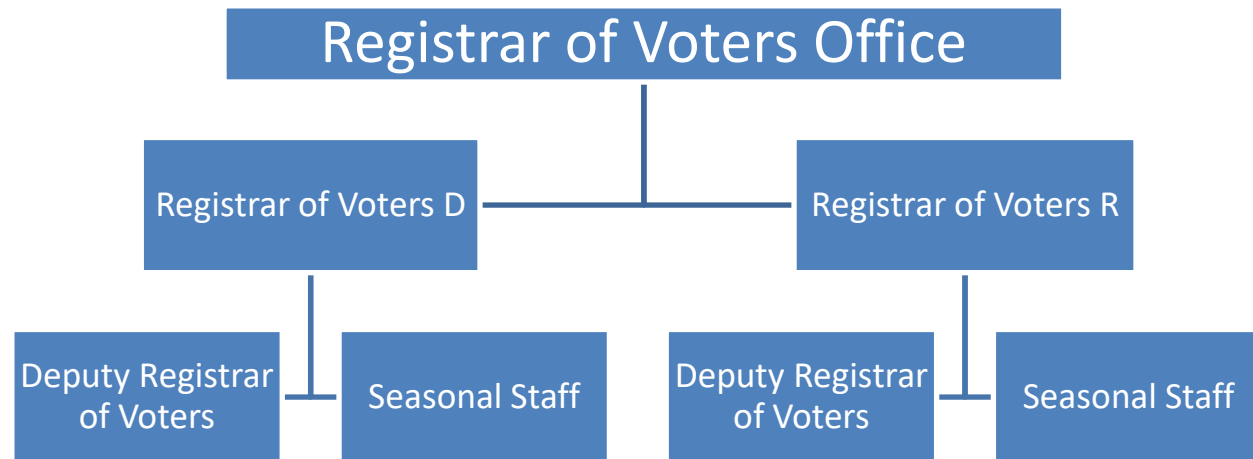 Registrar of Voters Office
Registrar of Voters D
Registrar of Voters R
Deputy Registrar
of Voters
Seasonal Staff
Deputy Registrar
of Voters
Seasonal Staff